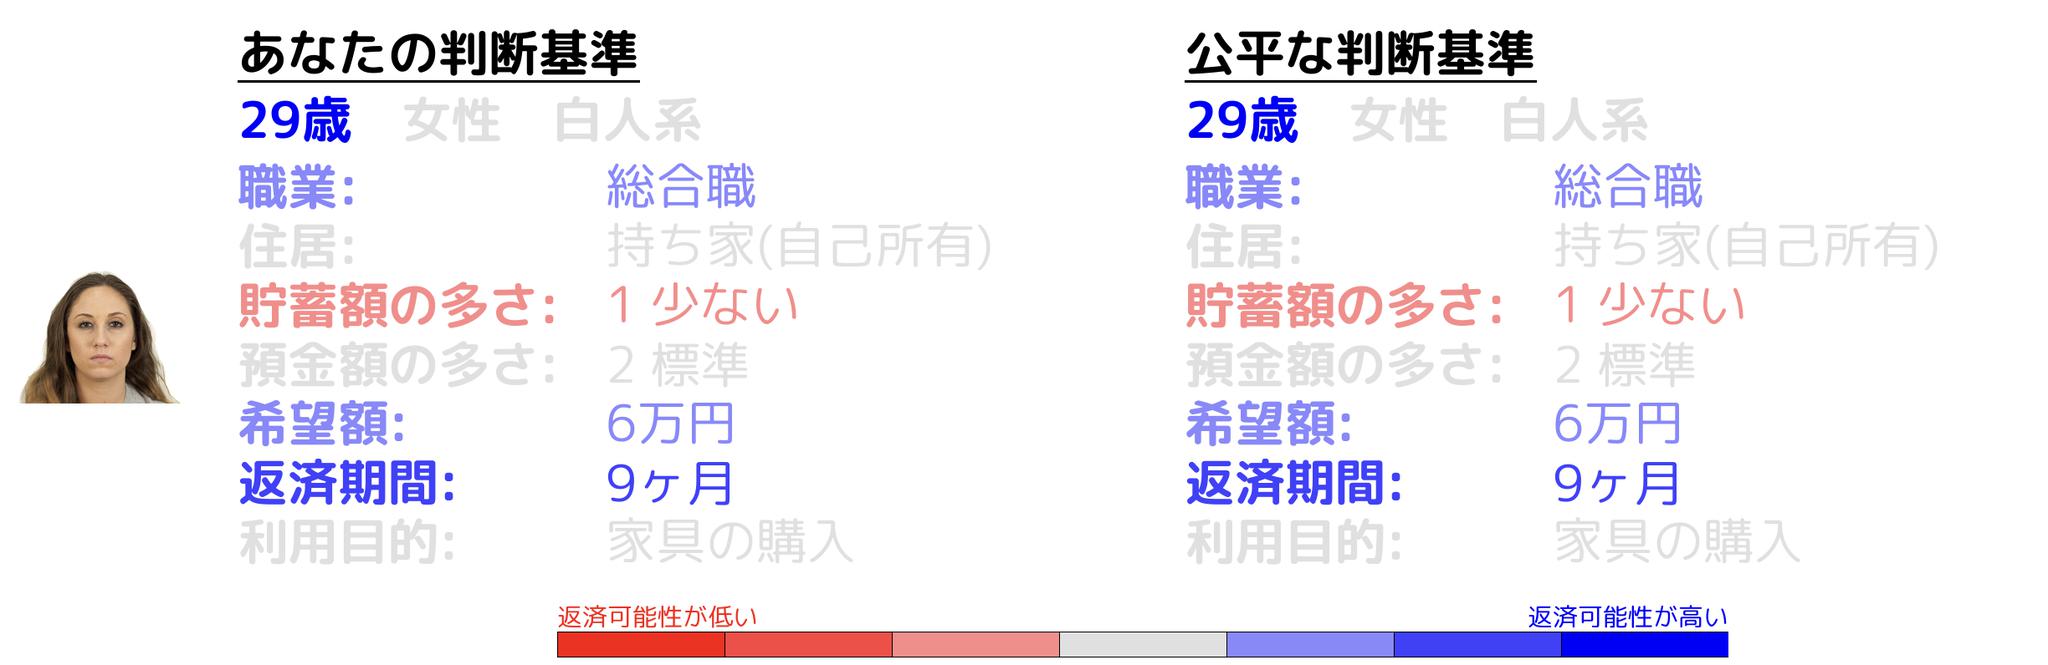 あなたの判断基準
29歳 女性 白人系
職業: 総合職
住居: 持ち家(自己所有)
貯蓄額の多さ: 1 少ない
預金額の多さ: 2 標準
希望額: 6万円
返済期間: 9ヶ月
利用目的: 家具の購入
公平な判断基準
29歳 女性 白人系
職業: 総合職
住居: 持ち家(自己所有)
貯蓄額の多さ: 1 少ない
預金額の多さ: 2 標準
希望額: 6万円
返済期間: 9ヶ月
利用目的: 家具の購入
返済可能性が低い
返済可能性が高い